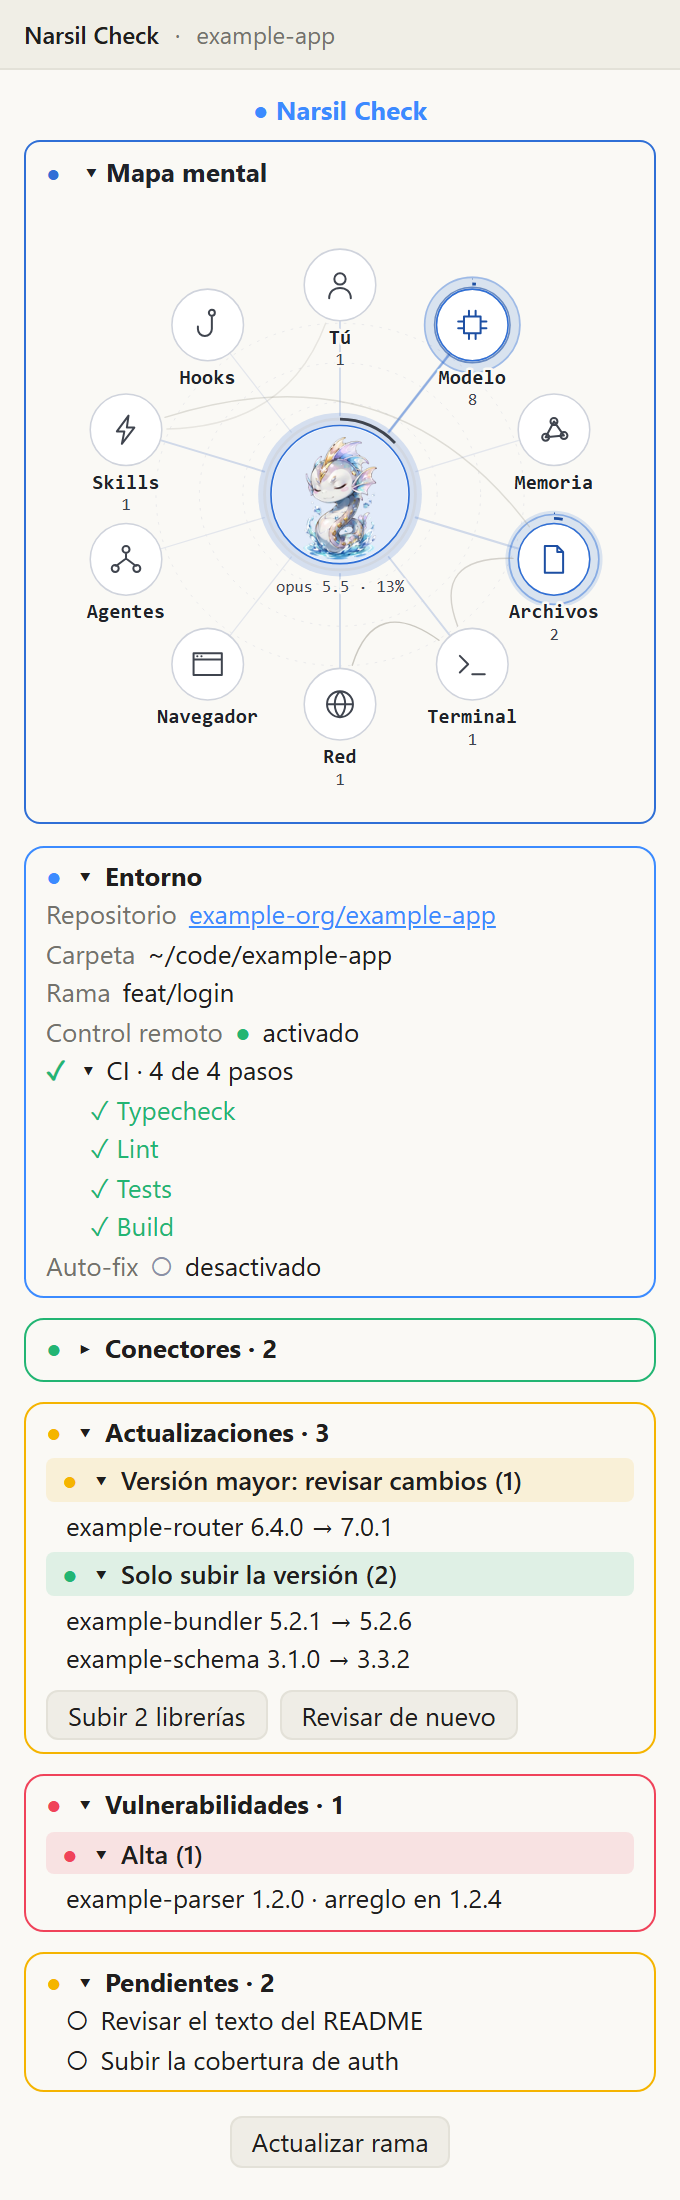 Narsil Check · example-app
Narsil Check
Mapa mental
Tú
1
Hooks
Modelo
8
Skills
1
Memoria
Agentes
opus 5.5 · 13%
Archivos
2
Navegador
Terminal
1
Red
1
Entorno
Repositorio example-org/example-app
Carpeta ~/code/example-app
Rama feat/login
Control remoto ● activado
✓ ▾ CI · 4 de 4 pasos
✓ Typecheck
✓ Lint
✓ Tests
✓ Build
Auto-fix ○ desactivado
Conectores · 2
Actualizaciones · 3
Versión mayor: revisar cambios (1)
example-router 6.4.0 → 7.0.1
Solo subir la versión (2)
example-bundler 5.2.1 → 5.2.6
example-schema 3.1.0 → 3.3.2
Subir 2 librerías
Revisar de nuevo
Vulnerabilidades · 1
Alta (1)
example-parser 1.2.0 · arreglo en 1.2.4
Pendientes · 2
○ Revisar el texto del README
○ Subir la cobertura de auth
Actualizar rama